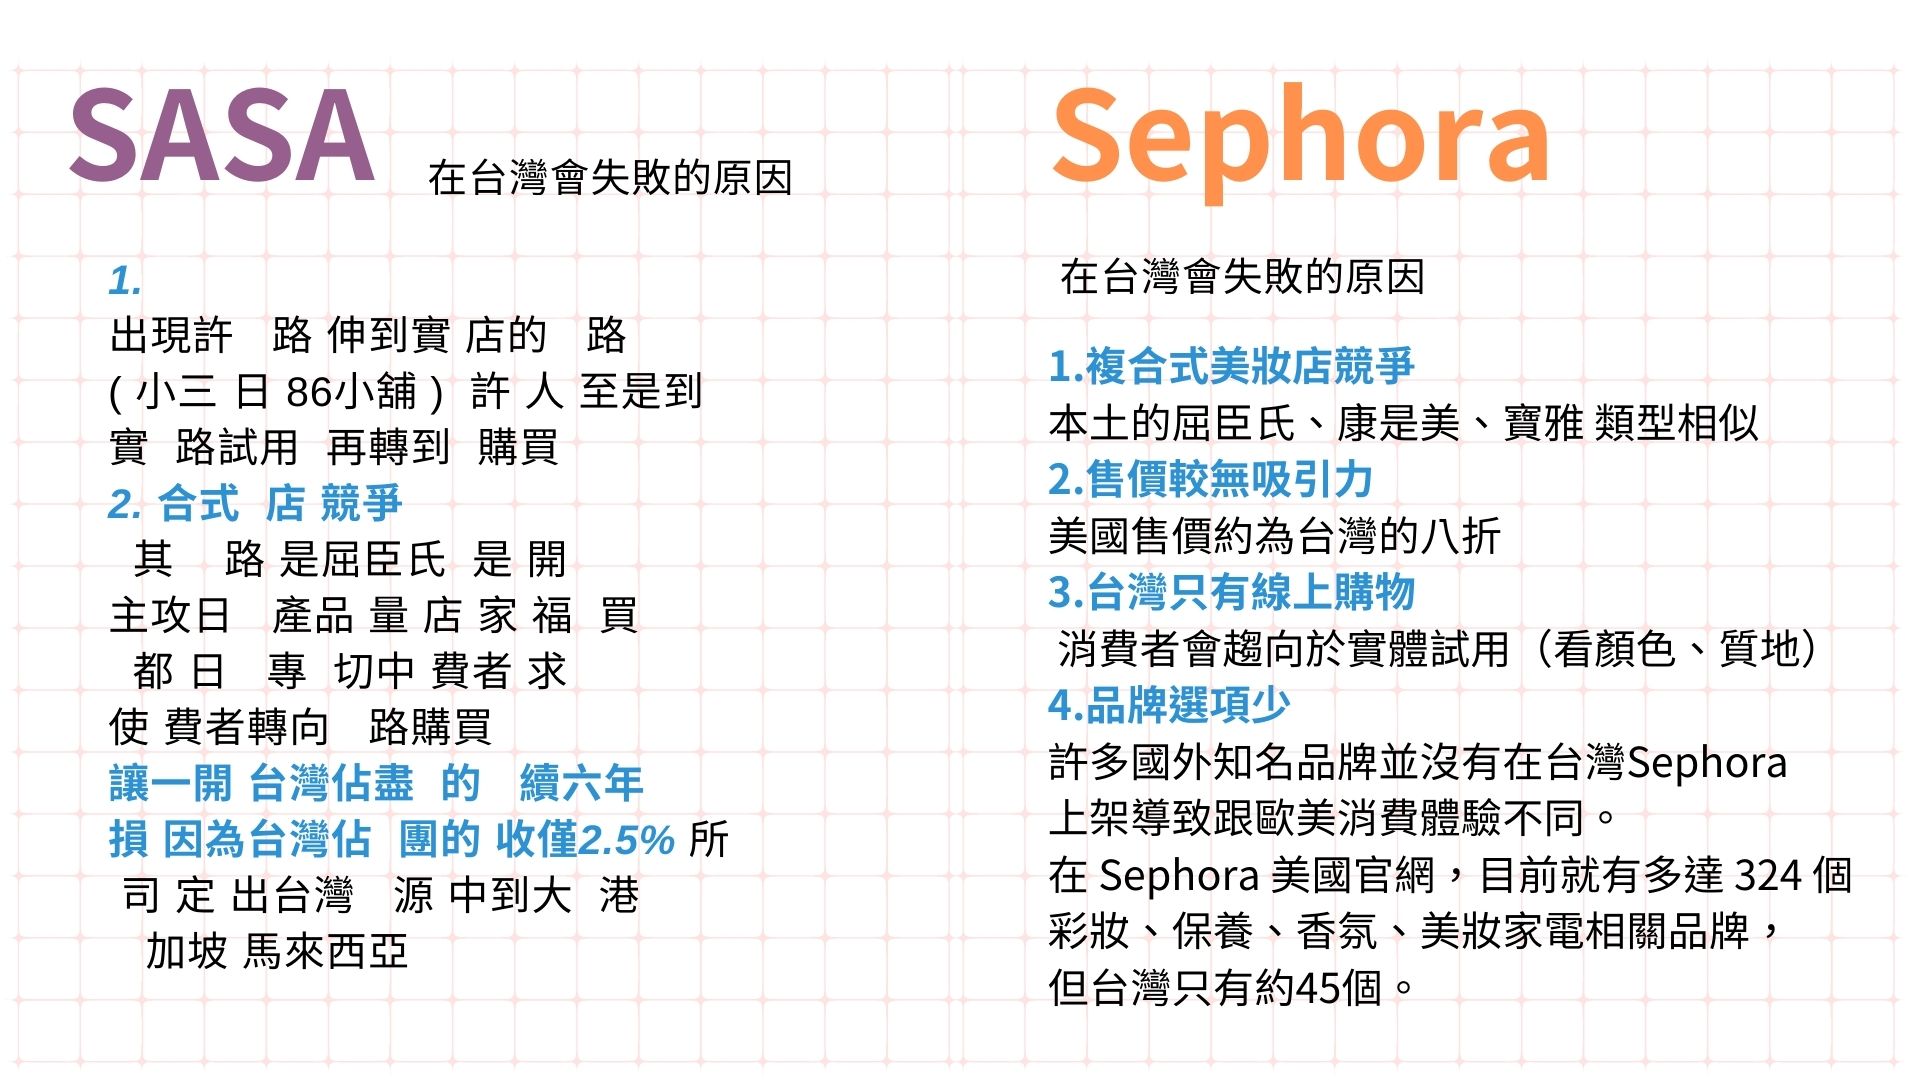 SASA 在台灣會失敗的原因
1.
出現許 路 伸到實 店的 路
( 小三 日 86小舖 ) 許 人 至是到
實 路試用 再轉到 購買
2. 合式 店 競爭
其 路 是屈臣氏 是 開
主攻日 產品 量 店 家 福 買
都 日 專 切中 費者 求
使 費者轉向 路購買
讓一開 台灣佔盡 的 續六年
損 因為台灣佔 團的 收僅2.5% 所
司 定 出台灣 源 中到大 港
加坡 馬來西亞
Sephora
在台灣會失敗的原因
1.複合式美妝店競爭
本土的屈臣氏、康是美、寶雅 類型相似
2.售價較無吸引力
美國售價約為台灣的八折
3.台灣只有線上購物
消費者會趨向於實體試用（看顏色、質地）
4.品牌選項少
許多國外知名品牌並沒有在台灣Sephora
上架導致跟歐美消費體驗不同。
在 Sephora 美國官網，目前就有多達 324 個
彩妝、保養、香氛、美妝家電相關品牌，
但台灣只有約45個。